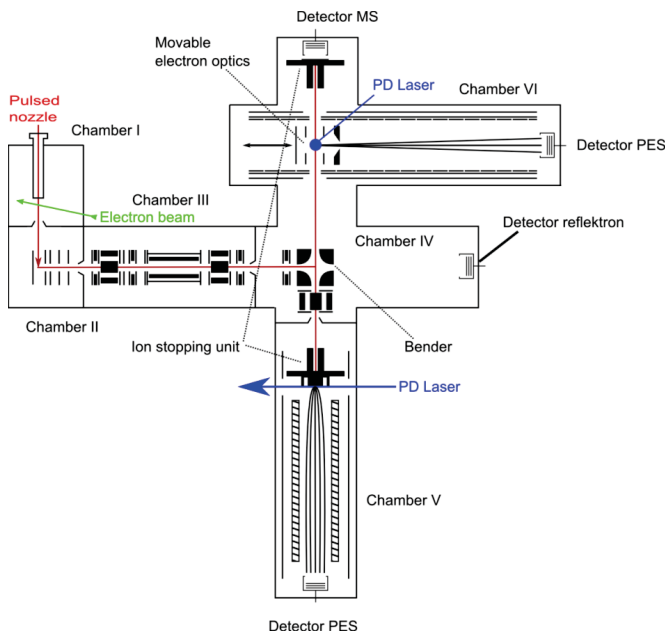 Detector MS
Movable
electron optics
PD Laser
Chamber VI
Pulsed
nozzle
Chamber I
Detector PES
Chamber III
Electron beam
Detector reflektron
Chamber IV
Chamber II
Ion stopping unit
Bender
PD Laser
Chamber V
Detector PES